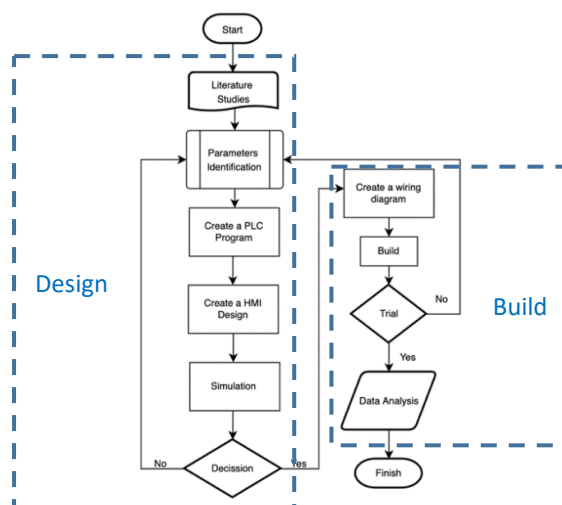 Start
Literature
Studies
Parameters
Identification
Create a PLC
Program
Create a HMI
Design
Simulation
Decission
No
Yes
Design
Create a wiring
diagram
Build
Trial
No
Yes
Data Analysis
Finish
Build